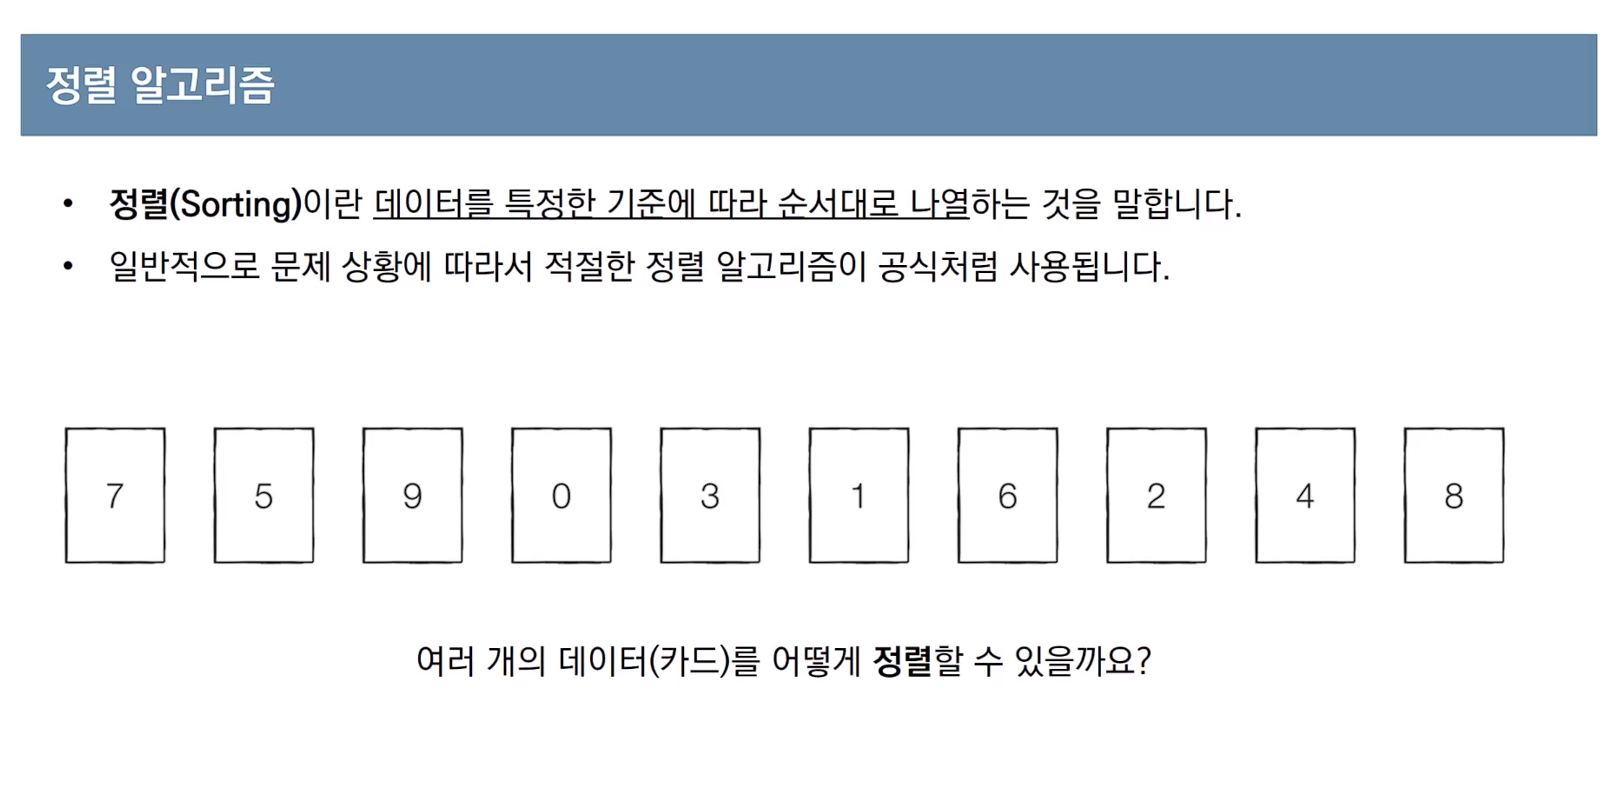 정렬 알고리즘
• 정렬(Sorting)이란 데이터를 특정한 기준에 따라 순서대로 나열하는 것을 말합니다.
• 일반적으로 문제 상황에 따라서 적절한 정렬 알고리즘이 공식처럼 사용됩니다.
7 5 9 0 3 1 6 2 4 8
여러 개의 데이터(카드)를 어떻게 정렬할 수 있을까요?